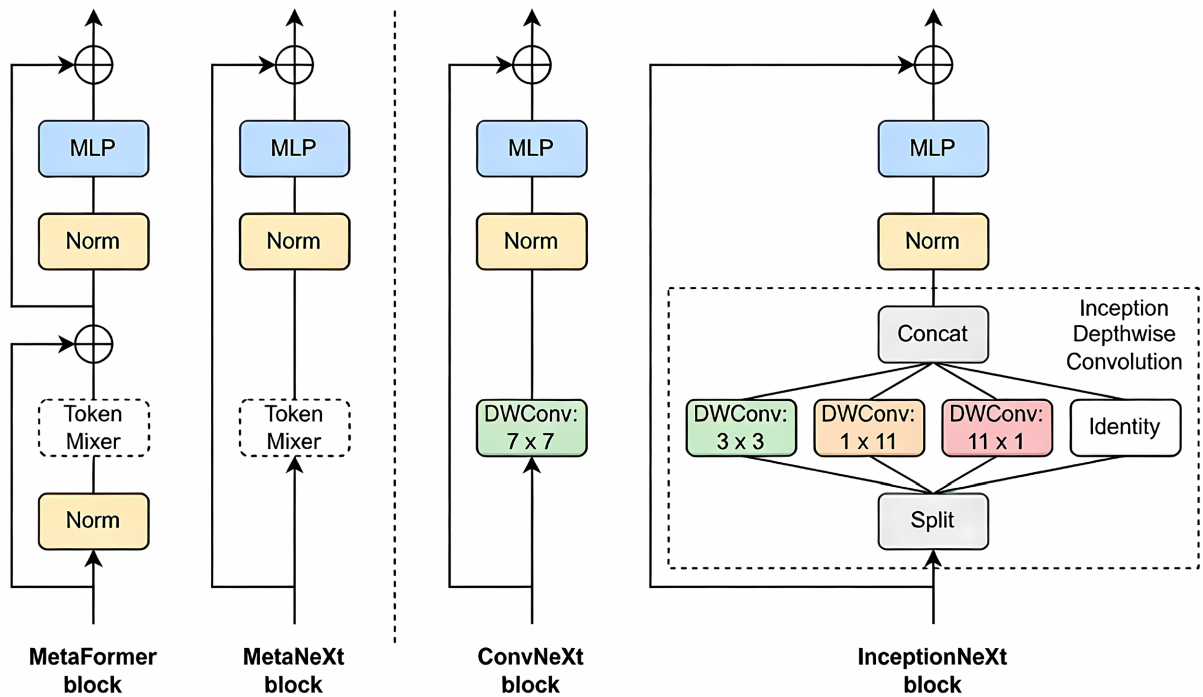 MLP
Norm
Token
Mixer
Norm
MetaFormer
block
MLP
Norm
Token
Mixer
MetaNeXt
block
MLP
Norm
DWConv:
7 x 7
ConvNeXt
block
MLP
Norm
Inception
Depthwise
Convolution
Concat
DWConv:
3 x 3
DWConv:
1 x 11
DWConv:
11 x 1
Identity
Split
InceptionNeXt
block